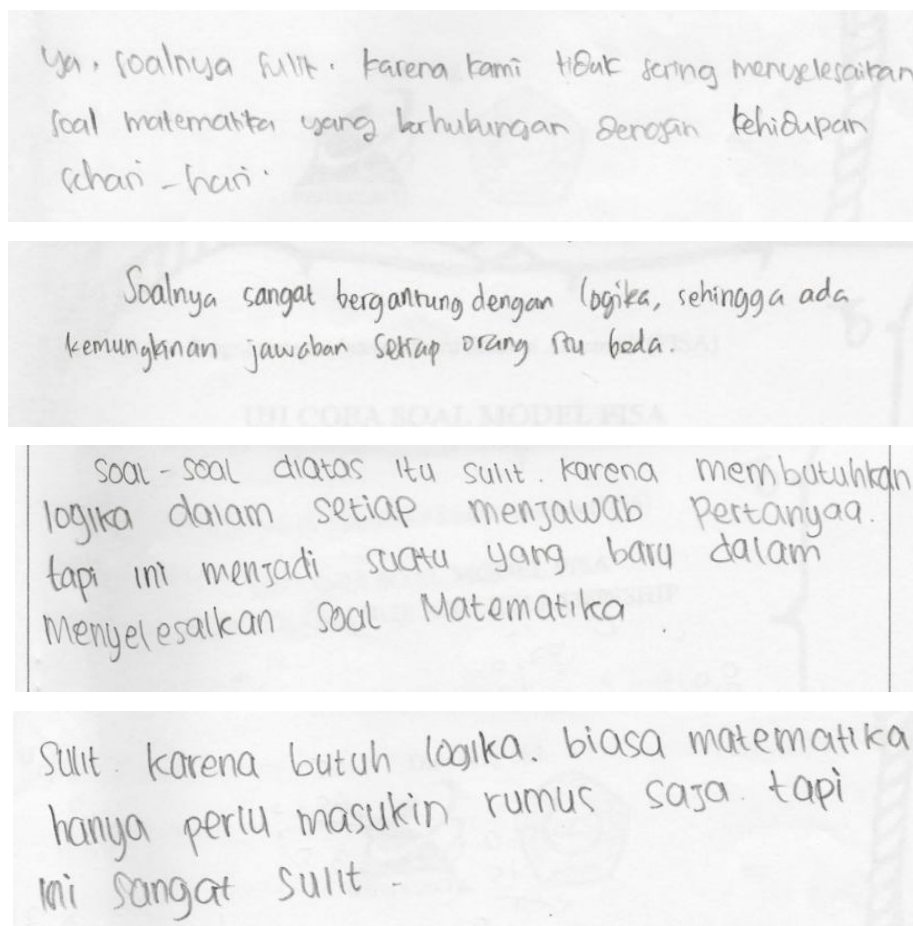 ya, soalnya sulit. karena kami tidak sering menyelesaikan
soal matematika yang berhubungan dengan kehidupan
sehari - hari.
Soalnya sangat bergantung dengan logika, sehingga ada
kemungkinan jawaban setiap orang itu beda.
soal - soal diatas itu sulit. karena membutuhkan
logika dalam setiap menjawab Pertanyaa.
tapi ini menjadi suatu yang baru dalam
Menyelesaikan soal Matematika.
Sulit. karena butuh logika. biasa matematika
hanya perlu masukin rumus saja. tapi
ini sangat sulit.